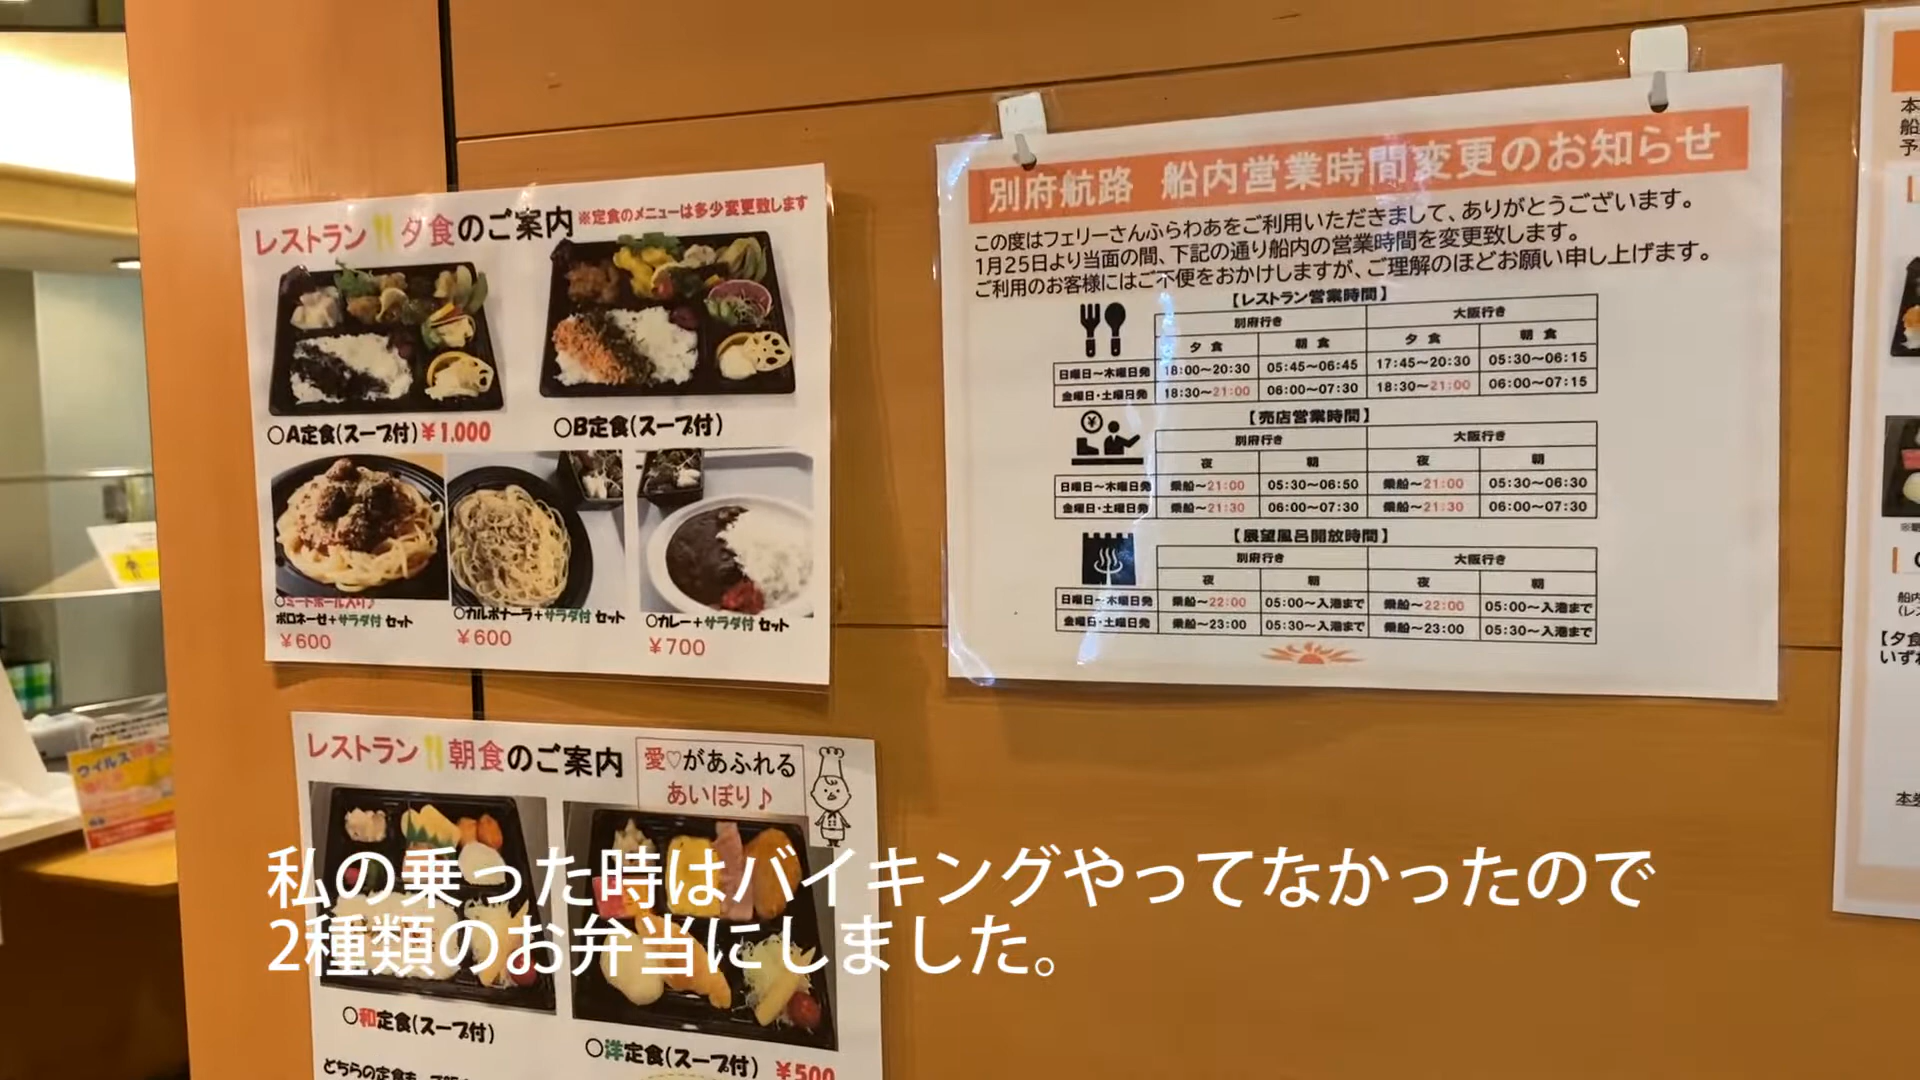 レストラン 夕食のご案内 ※定食のメニューは多少変更致します
○A定食(スープ付) ¥1,000
○B定食(スープ付)
○ミートボール入り♪
ボロネーゼ+サラダ付 セット
¥600
○カルボナーラ+サラダ付 セット
¥600
○カレー+サラダ付 セット
¥700
レストラン 朝食のご案内
愛♡があふれる
あいぼり♪
○和定食(スープ付)
○洋定食(スープ付) ¥500
どちらの定食も
別府航路 船内営業時間変更のお知らせ
この度はフェリーさんふらわあをご利用いただきまして、ありがとうございます。
1月25日より当面の間、下記の通り船内の営業時間を変更致します。
ご利用のお客様にはご不便をおかけしますが、ご理解のほどお願い申し上げます。
【レストラン営業時間】
別府行き 大阪行き
夕食 朝食 夕食 朝食
日曜日~木曜日発 18:00~20:30 05:45~06:45 17:45~20:30 05:30~06:15
金曜日・土曜日発 18:30~21:00 06:00~07:30 18:30~21:00 06:00~07:15
【売店営業時間】
別府行き 大阪行き
夜 朝 夜 朝
日曜日~木曜日発 乗船~21:00 05:30~06:50 乗船~21:00 05:30~06:30
金曜日・土曜日発 乗船~21:30 06:00~07:30 乗船~21:30 06:00~07:30
【展望風呂開放時間】
別府行き 大阪行き
夜 朝 夜 朝
日曜日~木曜日発 乗船~22:00 05:00~入港まで 乗船~22:00 05:00~入港まで
金曜日・土曜日発 乗船~23:00 05:30~入港まで 乗船~23:00 05:30~入港まで
本
船
予
船内
(レ
【夕食
いず
ウイルス
私の乗った時はバイキングやってなかったので
2種類のお弁当にしました。